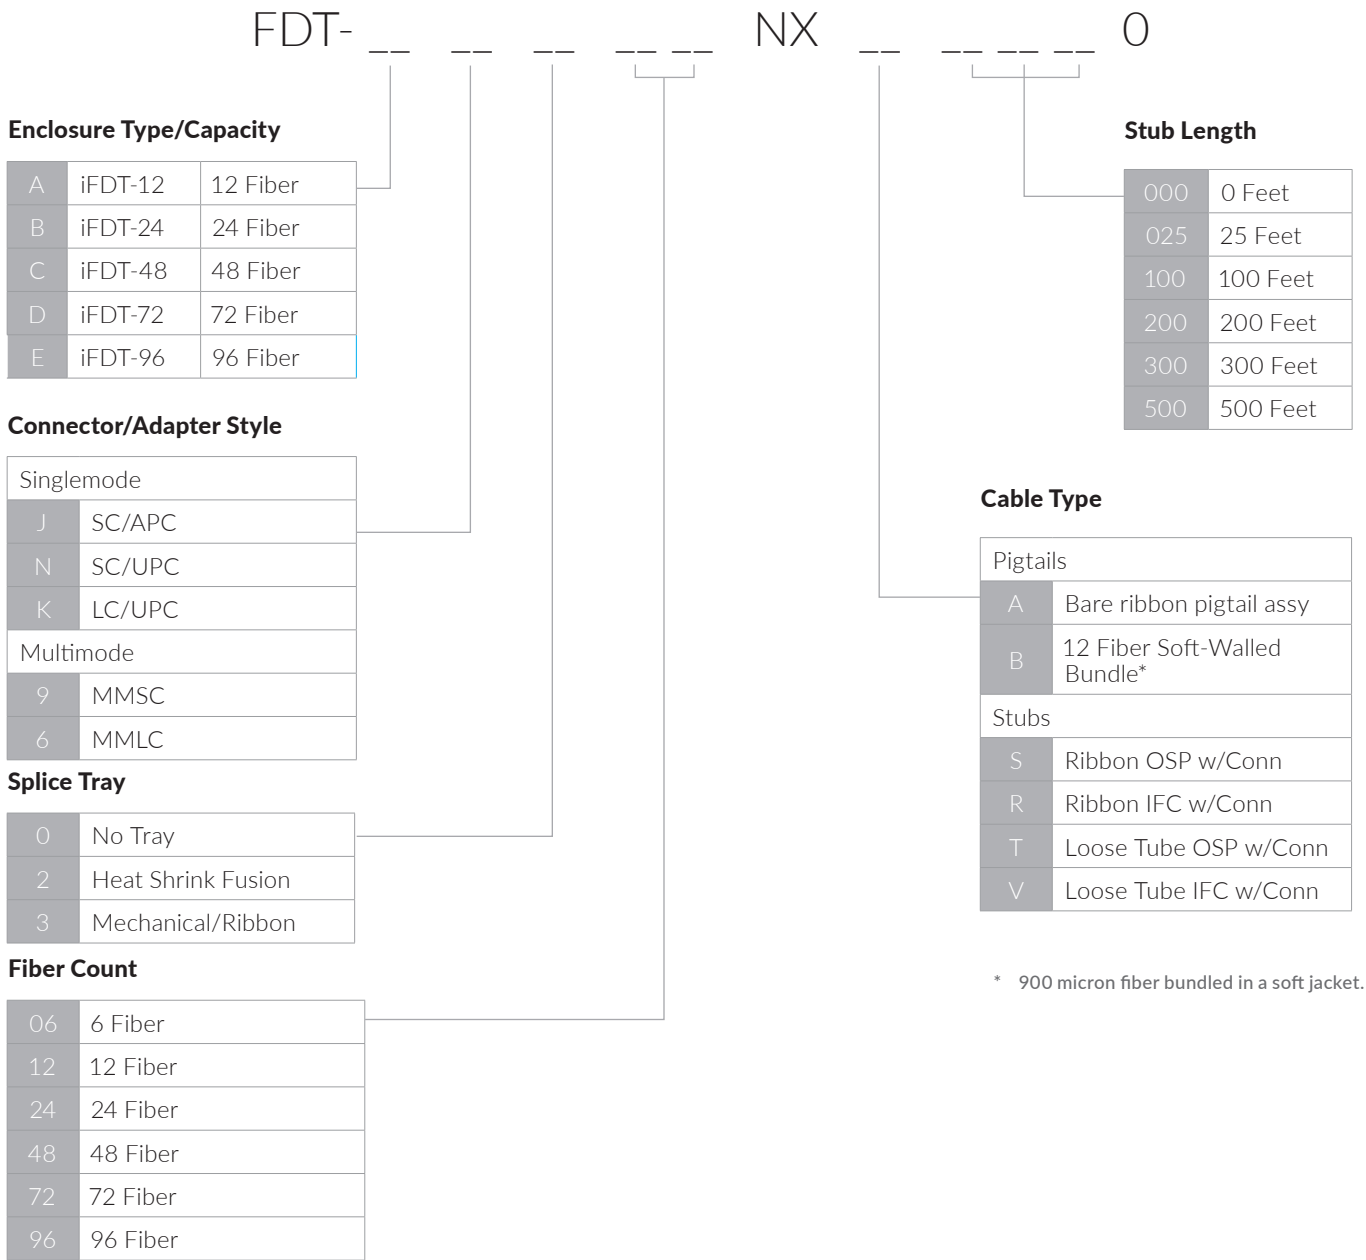 FDT- __ __ __ __ __ NX __ __ __ __ 0
Enclosure Type/Capacity
A iFDT-12 12 Fiber
B iFDT-24 24 Fiber
C iFDT-48 48 Fiber
D iFDT-72 72 Fiber
E iFDT-96 96 Fiber
Connector/Adapter Style
Singlemode
J SC/APC
N SC/UPC
K LC/UPC
Multimode
9 MMSC
6 MMLC
Splice Tray
0 No Tray
2 Heat Shrink Fusion
3 Mechanical/Ribbon
Fiber Count
06 6 Fiber
12 12 Fiber
24 24 Fiber
48 48 Fiber
72 72 Fiber
96 96 Fiber
Stub Length
000 0 Feet
025 25 Feet
100 100 Feet
200 200 Feet
300 300 Feet
500 500 Feet
Cable Type
Pigtails
A Bare ribbon pigtail assy
B 12 Fiber Soft-Walled
Bundle*
Stubs
S Ribbon OSP w/Conn
R Ribbon IFC w/Conn
T Loose Tube OSP w/Conn
V Loose Tube IFC w/Conn
* 900 micron fiber bundled in a soft jacket.